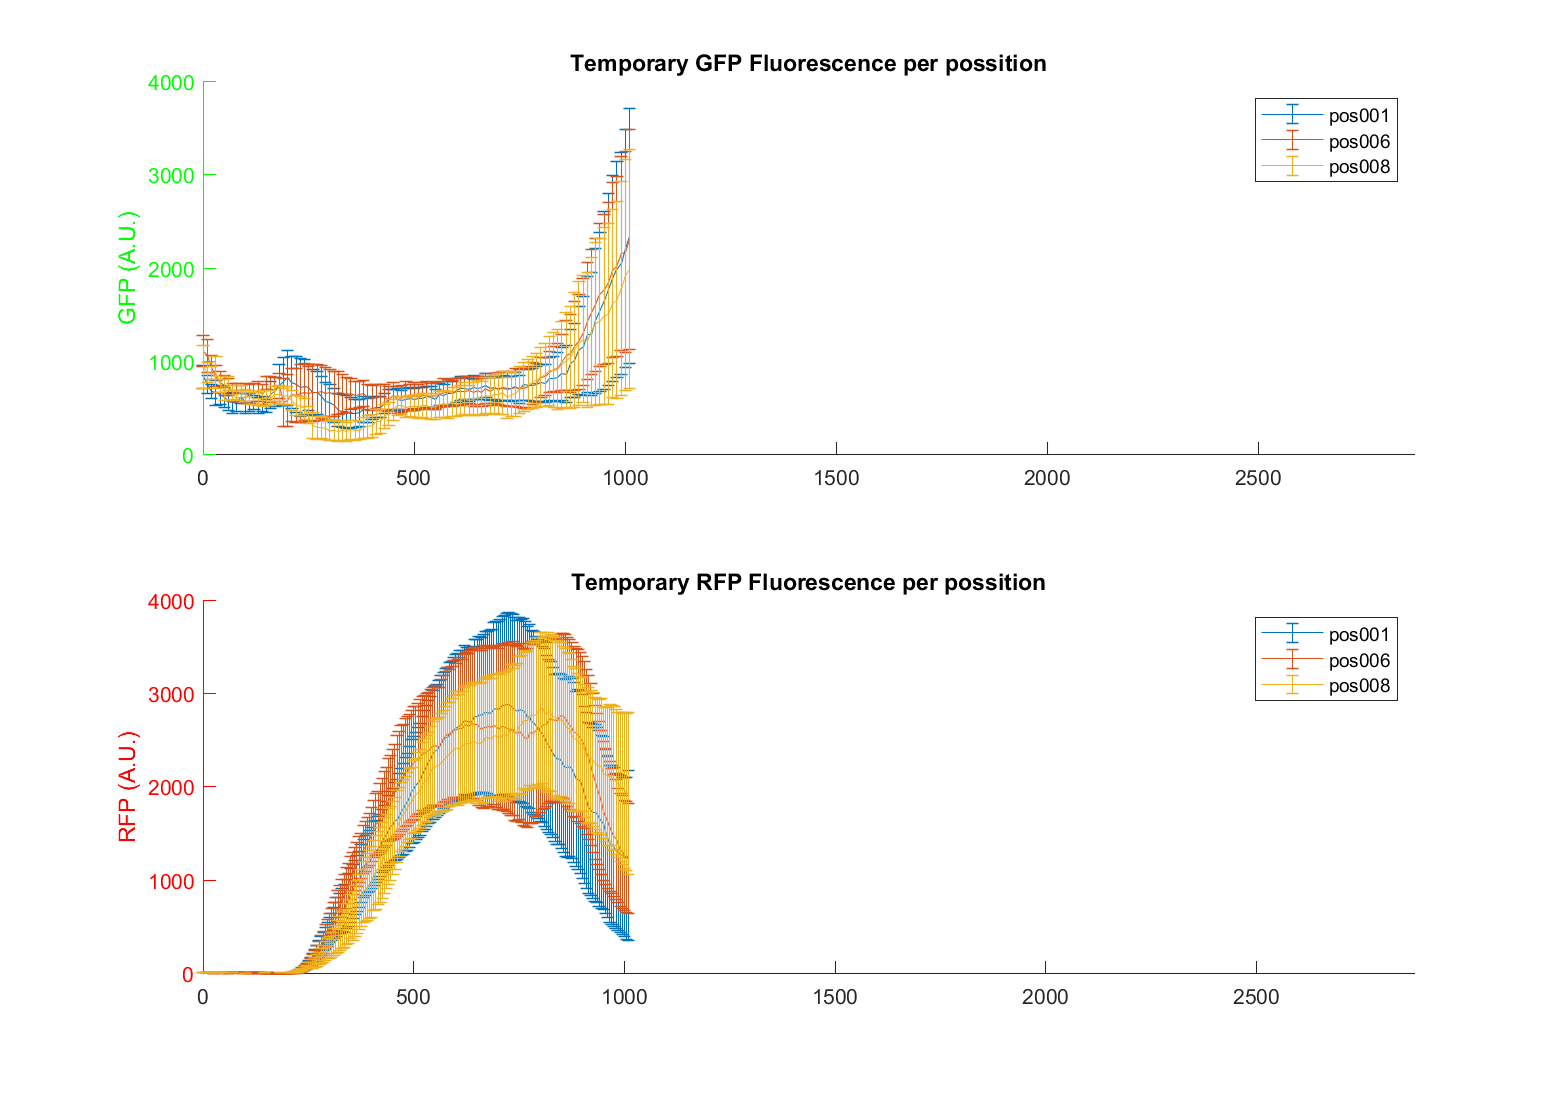 Temporary GFP Fluorescence per possition
4000
3000
2000
1000
0
GFP (A.U.)
pos001
pos006
pos008
0 500 1000 1500 2000 2500
Temporary RFP Fluorescence per possition
4000
3000
2000
1000
0
RFP (A.U.)
pos001
pos006
pos008
0 500 1000 1500 2000 2500